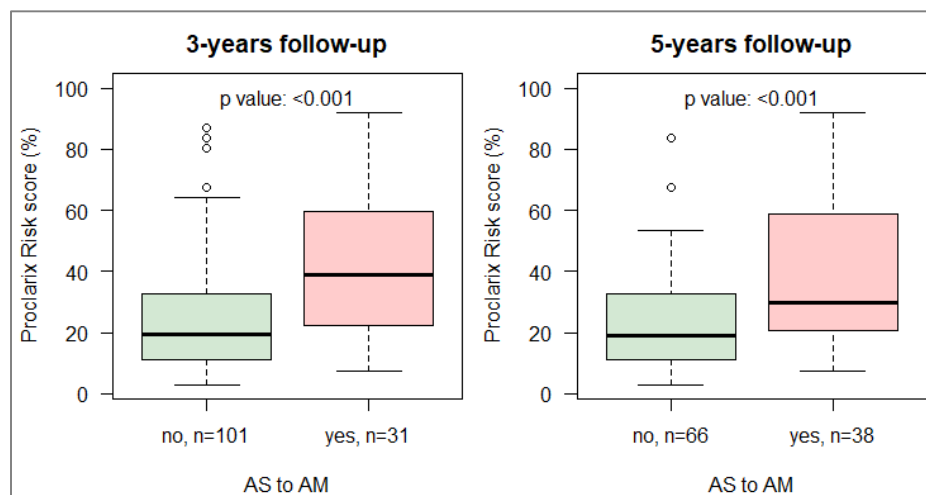 3-years follow-up
p value: <0.001
Proclarix Risk score (%)
100
80
60
40
20
0
no, n=101
yes, n=31
AS to AM
5-years follow-up
p value: <0.001
Proclarix Risk score (%)
100
80
60
40
20
0
no, n=66
yes, n=38
AS to AM